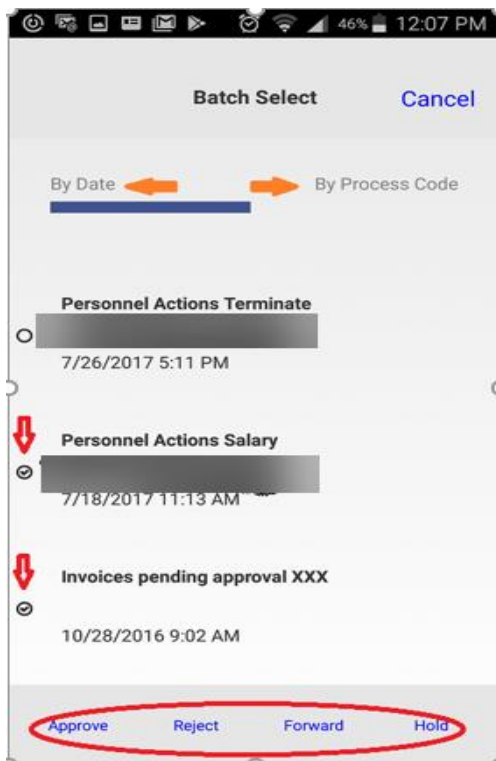 46% 12:07 PM
Batch Select Cancel
By Date By Process Code
Personnel Actions Terminate
7/26/2017 5:11 PM
Personnel Actions Salary
7/18/2017 11:13 AM
Invoices pending approval XXX
10/28/2016 9:02 AM
Approve Reject Forward Hold